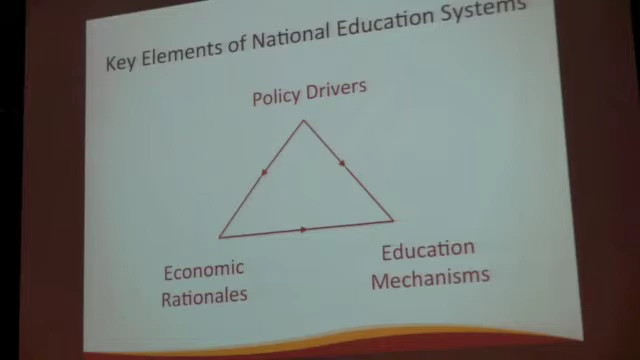 Key Elements of National Education Systems
Policy Drivers
Economic
Rationales
Education
Mechanisms